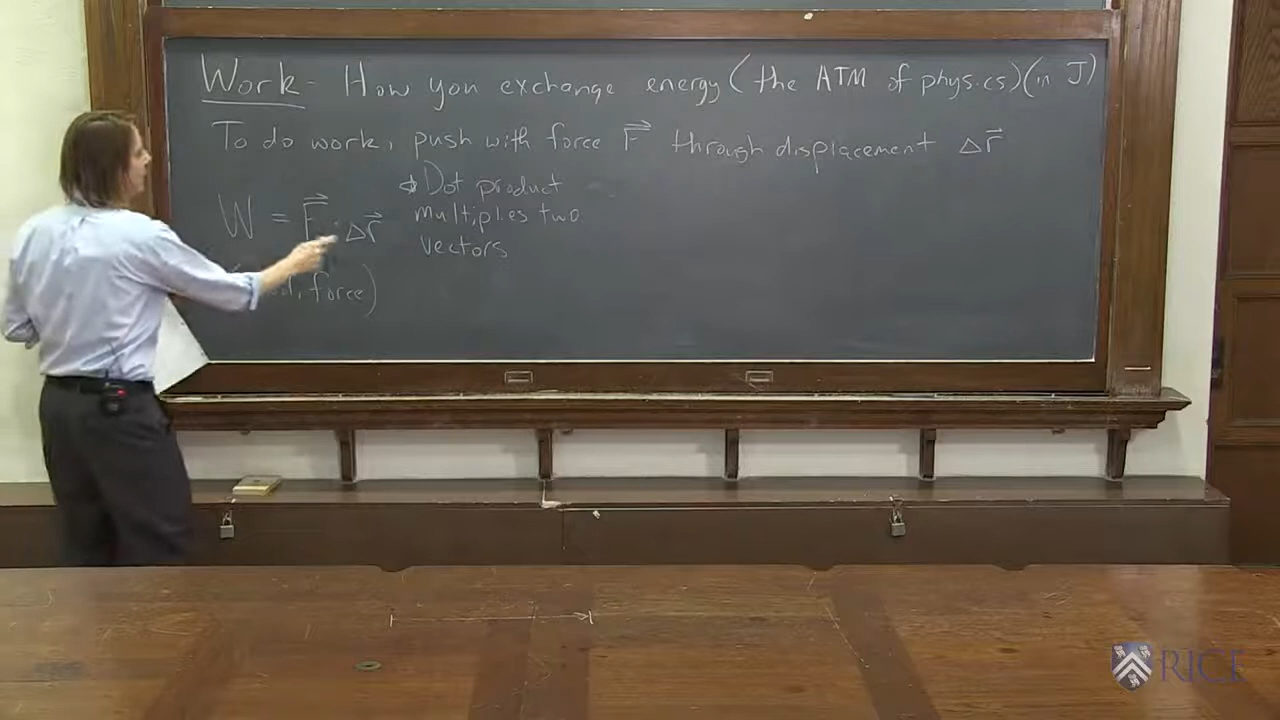 Work - How you exchange energy (the ATM of physics) (in J)
To do work, push with force F⃗ through displacement Δr⃗
Dot product
multiples two
vectors
W = F⃗ · Δr⃗
force)
RICE